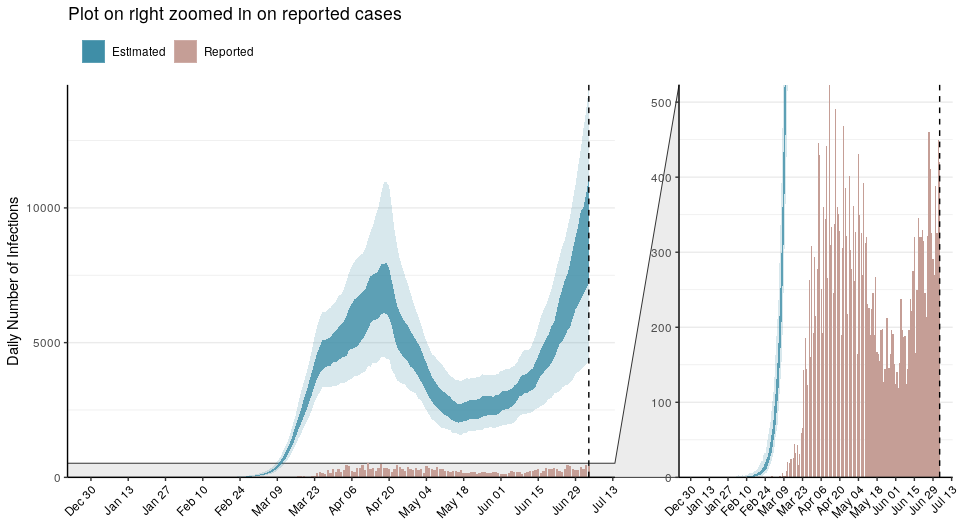 Plot on right zoomed in on reported cases
Estimated Reported
Daily Number of Infections
10000
5000
0
Dec 30 Jan 13 Jan 27 Feb 10 Feb 24 Mar 09 Mar 23 Apr 06 Apr 20 May 04 May 18 Jun 01 Jun 15 Jun 29 Jul 13
500
400
300
200
100
0
Dec 30 Jan 13 Jan 27 Feb 10 Feb 24 Mar 09 Mar 23 Apr 06 Apr 20 May 04 May 18 Jun 01 Jun 15 Jun 29 Jul 13